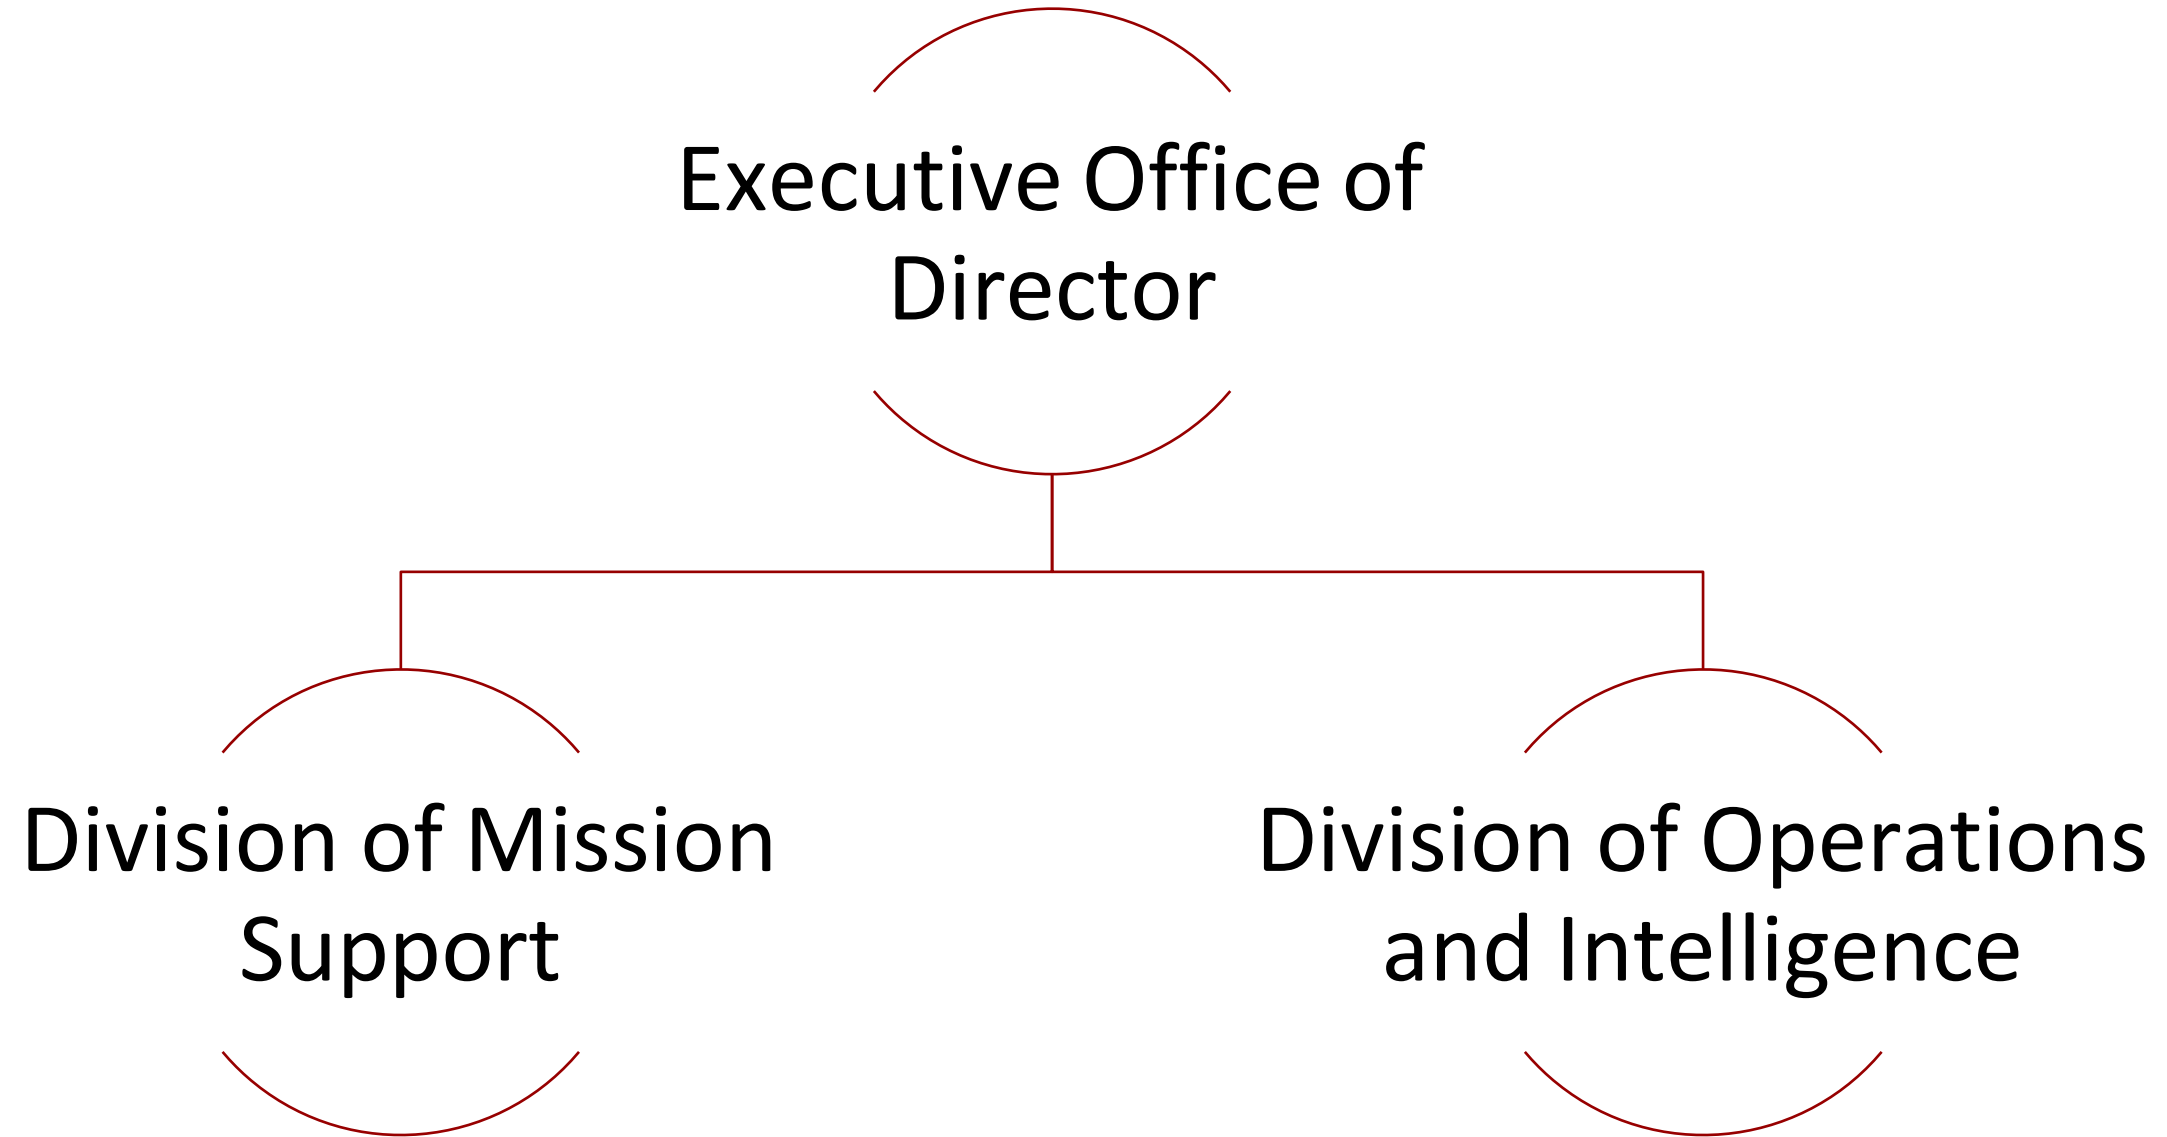 Executive Office of
Director
Division of Mission
Support
Division of Operations
and Intelligence